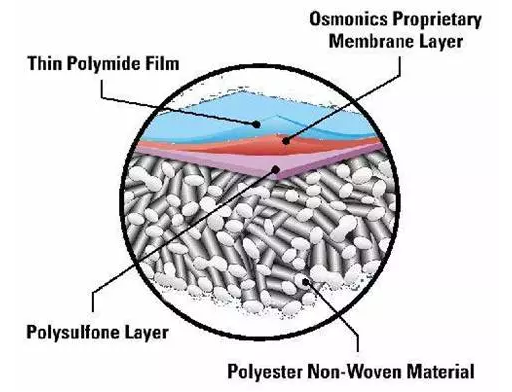 Osmonics Proprietary
Membrane Layer
Thin Polymide Film
Polysulfone Layer
Polyester Non-Woven Material